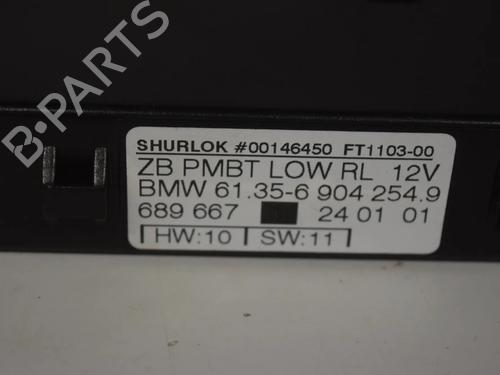 SHURLOK #00146450 FT1103-00
ZB PMBT LOW RL 12V
BMW 61.35-6 904 254.9
689 667 24 01 01
HW:10 SW:11
B-PARTS